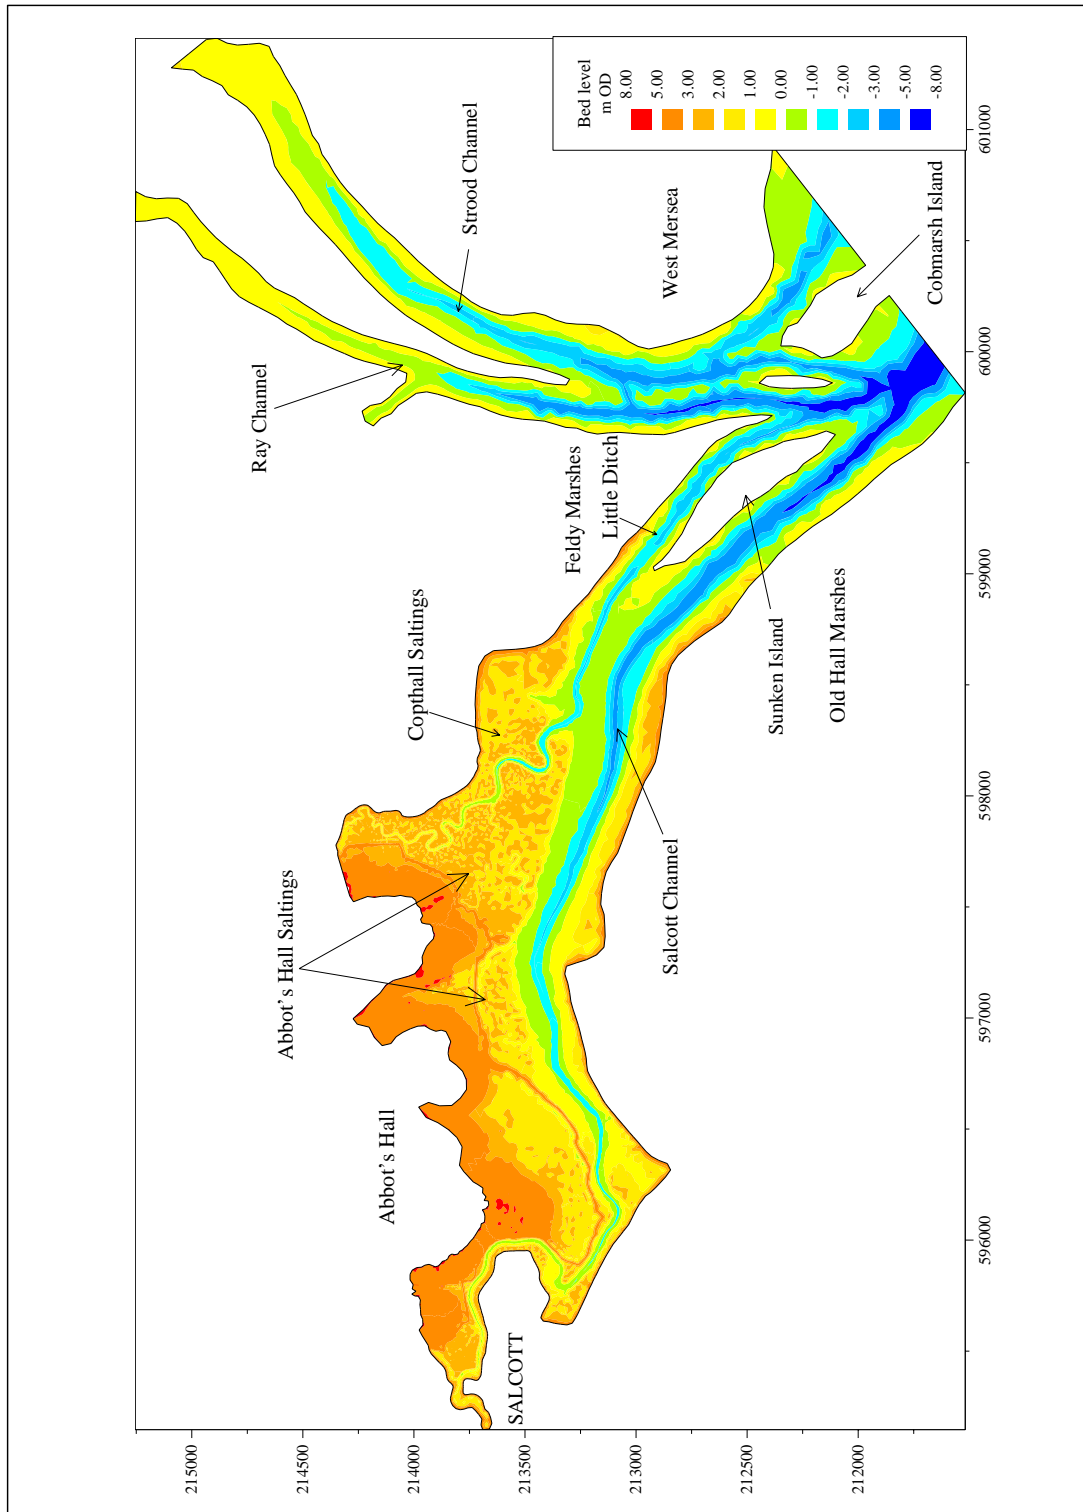 Bed level
m OD
8.00
5.00
3.00
2.00
1.00
0.00
-1.00
-2.00
-3.00
-5.00
-8.00
Strood Channel
Ray Channel
West Mersea
Cobmarsh Island
Feldy Marshes
Little Ditch
Copthall Saltings
Sunken Island
Old Hall Marshes
Abbot's Hall Saltings
Salcott Channel
Abbot's Hall
SALCOTT
215000
214500
214000
213500
213000
212500
212000
596000
597000
598000
599000
600000
601000